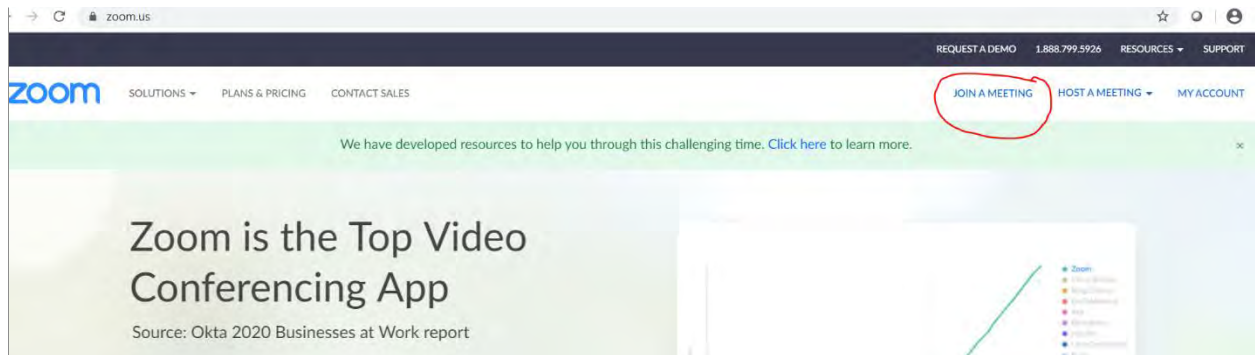 zoom.us
REQUEST A DEMO 1.888.799.5926 RESOURCES SUPPORT
zoom SOLUTIONS PLANS & PRICING CONTACT SALES JOIN A MEETING HOST A MEETING MY ACCOUNT
We have developed resources to help you through this challenging time. Click here to learn more.
Zoom is the Top Video
Conferencing App
Source: Okta 2020 Businesses at Work report
Zoom